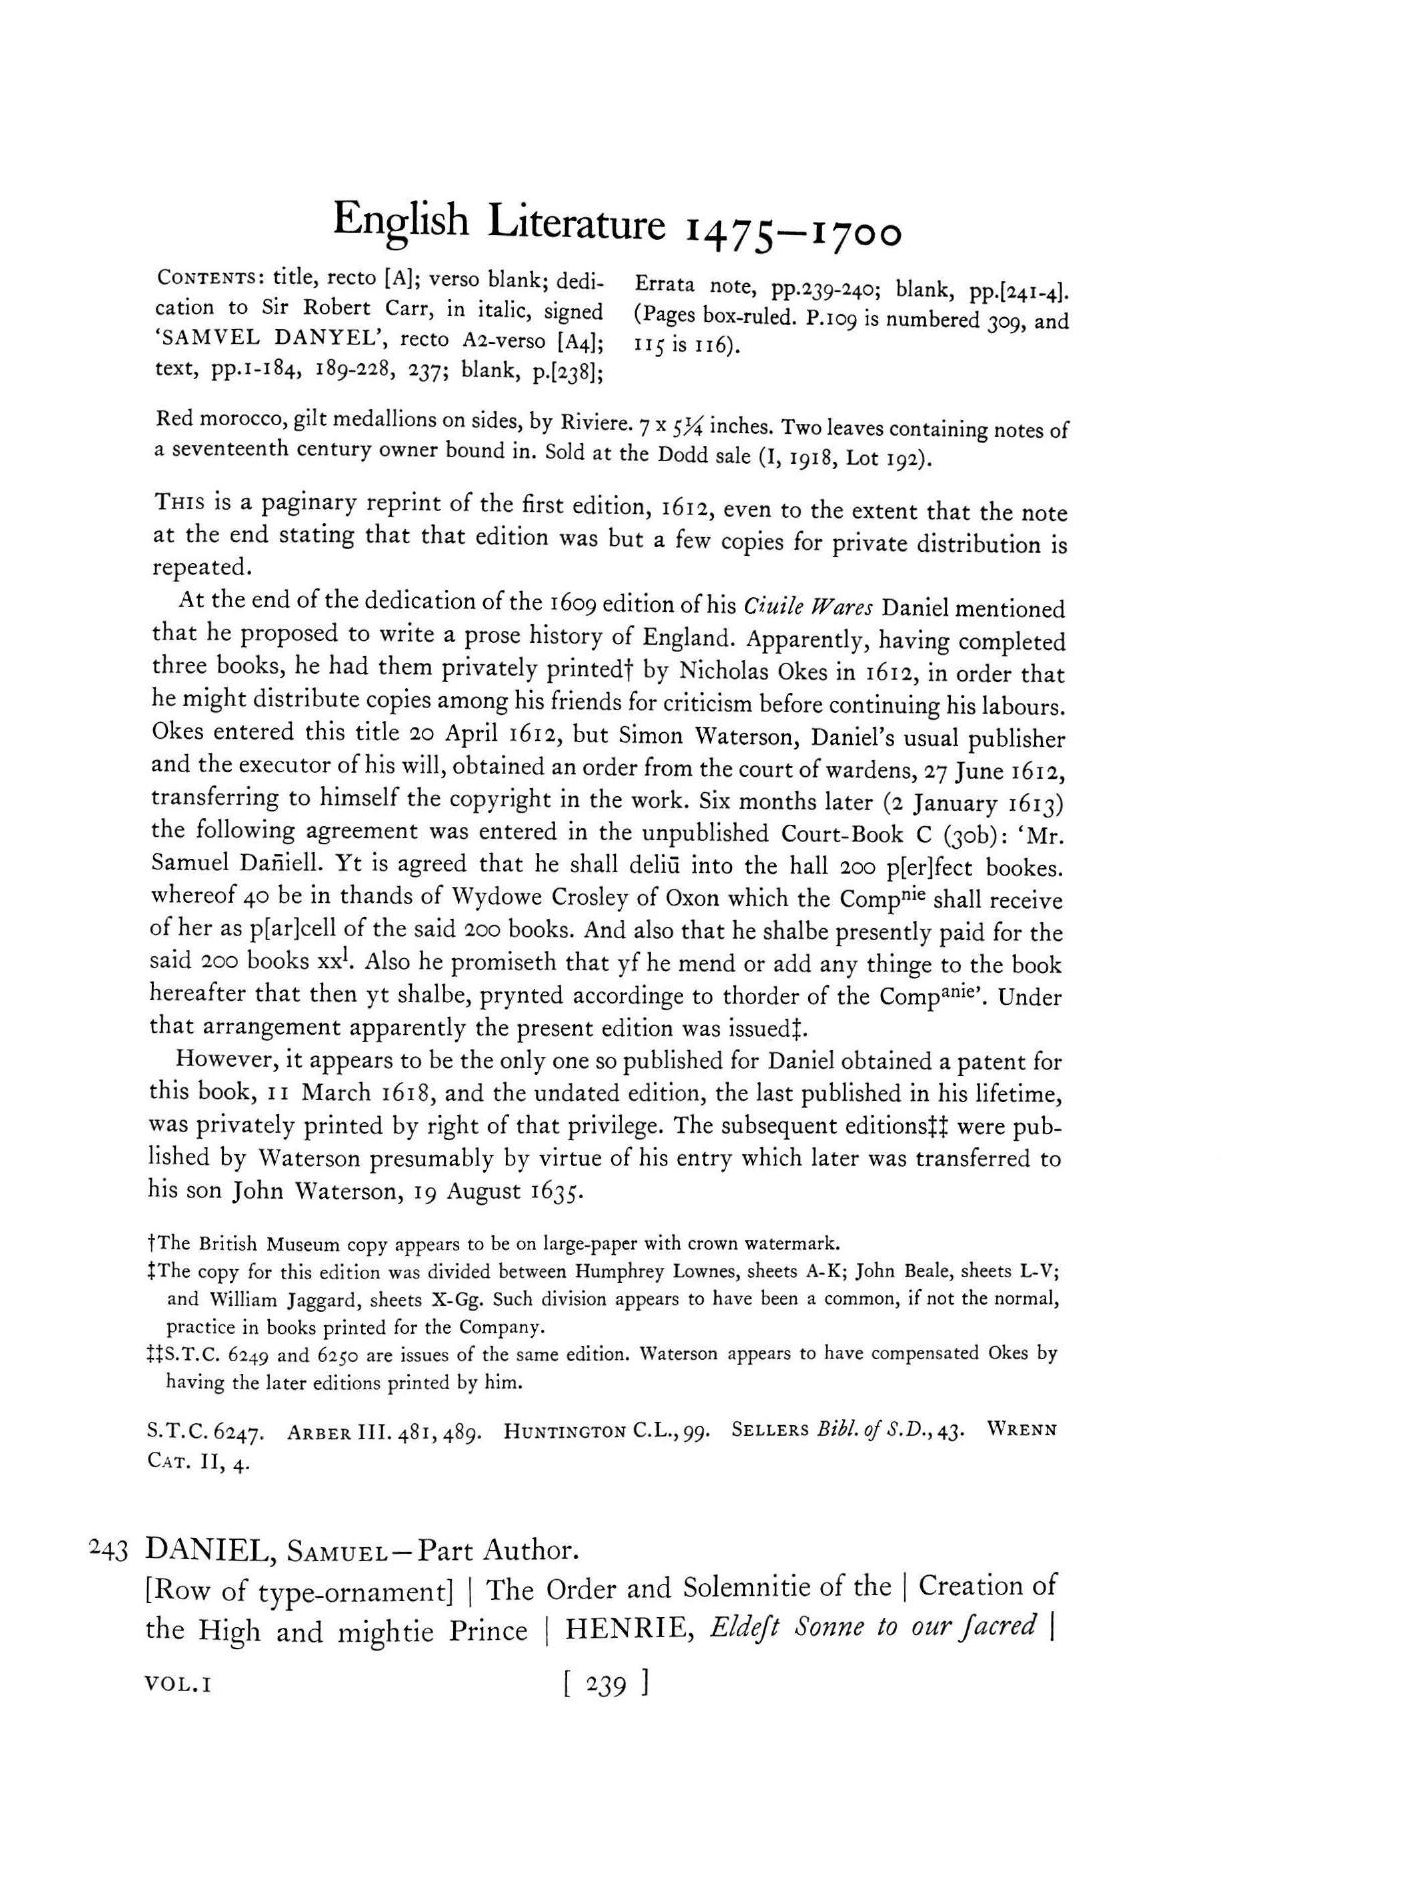 English Literature 1475–1700
CONTENTS: title, recto [A]; verso blank; dedi-
cation to Sir Robert Carr, in italic, signed
'SAMVEL DANYEL', recto A2-verso [A4];
text, pp.1-184, 189-228, 237; blank, p.[238];
Errata note, pp.239-240; blank, pp.[241-4].
(Pages box-ruled. P.109 is numbered 309, and
115 is 116).
Red morocco, gilt medallions on sides, by Riviere. 7 x 5¼ inches. Two leaves containing notes of
a seventeenth century owner bound in. Sold at the Dodd sale (I, 1918, Lot 192).
THIS is a paginary reprint of the first edition, 1612, even to the extent that the note
at the end stating that that edition was but a few copies for private distribution is
repeated.
At the end of the dedication of the 1609 edition of his Ciuile Wares Daniel mentioned
that he proposed to write a prose history of England. Apparently, having completed
three books, he had them privately printed† by Nicholas Okes in 1612, in order that
he might distribute copies among his friends for criticism before continuing his labours.
Okes entered this title 20 April 1612, but Simon Waterson, Daniel's usual publisher
and the executor of his will, obtained an order from the court of wardens, 27 June 1612,
transferring to himself the copyright in the work. Six months later (2 January 1613)
the following agreement was entered in the unpublished Court-Book C (30b): 'Mr.
Samuel Dañiell. Yt is agreed that he shall deliū into the hall 200 p[er]fect bookes.
whereof 40 be in thands of Wydowe Crosley of Oxon which the Compnie shall receive
of her as p[ar]cell of the said 200 books. And also that he shalbe presently paid for the
said 200 books xxl. Also he promiseth that yf he mend or add any thinge to the book
hereafter that then yt shalbe, prynted accordinge to thorder of the Companie'. Under
that arrangement apparently the present edition was issued‡.
However, it appears to be the only one so published for Daniel obtained a patent for
this book, 11 March 1618, and the undated edition, the last published in his lifetime,
was privately printed by right of that privilege. The subsequent editions‡‡ were pub-
lished by Waterson presumably by virtue of his entry which later was transferred to
his son John Waterson, 19 August 1635.
†The British Museum copy appears to be on large-paper with crown watermark.
‡The copy for this edition was divided between Humphrey Lownes, sheets A-K; John Beale, sheets L-V;
and William Jaggard, sheets X-Gg. Such division appears to have been a common, if not the normal,
practice in books printed for the Company.
‡‡S.T.C. 6249 and 6250 are issues of the same edition. Waterson appears to have compensated Okes by
having the later editions printed by him.
S.T.C. 6247. ARBER III. 481, 489. HUNTINGTON C.L., 99. SELLERS Bibl. of S.D., 43. WRENN
CAT. II, 4.
243 DANIEL, SAMUEL—Part Author.
[Row of type-ornament] | The Order and Solemnitie of the | Creation of
the High and mightie Prince | HENRIE, Eldeſt Sonne to our ſacred |
VOL.I [ 239 ]